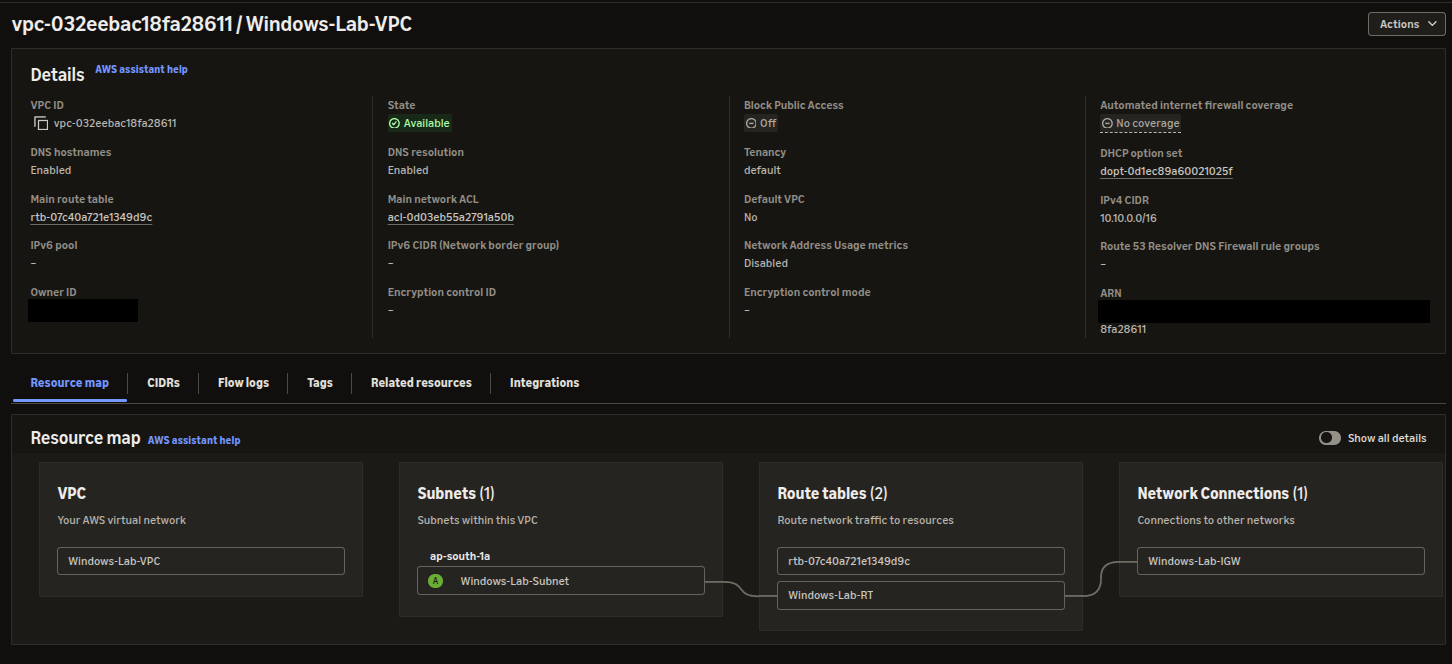 vpc-032eebac18fa28611 / Windows-Lab-VPC
Actions
Details
AWS assistant help
VPC ID
vpc-032eebac18fa28611
State
Available
Block Public Access
Off
Automated internet firewall coverage
No coverage
DNS hostnames
Enabled
DNS resolution
Enabled
Tenancy
default
DHCP option set
dopt-0d1ec89a60021025f
Main route table
rtb-07c40a721e1349d9c
Main network ACL
acl-0d03eb55a2791a50b
Default VPC
No
IPv4 CIDR
10.10.0.0/16
IPv6 pool
–
IPv6 CIDR (Network border group)
–
Network Address Usage metrics
Disabled
Route 53 Resolver DNS Firewall rule groups
–
Owner ID
Encryption control ID
–
Encryption control mode
–
ARN
8fa28611
Resource map
CIDRs
Flow logs
Tags
Related resources
Integrations
Resource map
AWS assistant help
Show all details
VPC
Your AWS virtual network
Windows-Lab-VPC
Subnets (1)
Subnets within this VPC
ap-south-1a
A
Windows-Lab-Subnet
Route tables (2)
Route network traffic to resources
rtb-07c40a721e1349d9c
Windows-Lab-RT
Network Connections (1)
Connections to other networks
Windows-Lab-IGW